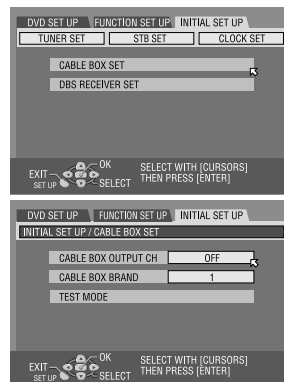 DVD SET UP FUNCTION SET UP INITIAL SET UP
TUNER SET STB SET CLOCK SET
CABLE BOX SET
DBS RECEIVER SET
EXIT OK SELECT WITH [CURSORS]
SET UP SELECT THEN PRESS [ENTER]
DVD SET UP FUNCTION SET UP INITIAL SET UP
INITIAL SET UP / CABLE BOX SET
CABLE BOX OUTPUT CH OFF
CABLE BOX BRAND 1
TEST MODE
EXIT OK SELECT WITH [CURSORS]
SET UP SELECT THEN PRESS [ENTER]